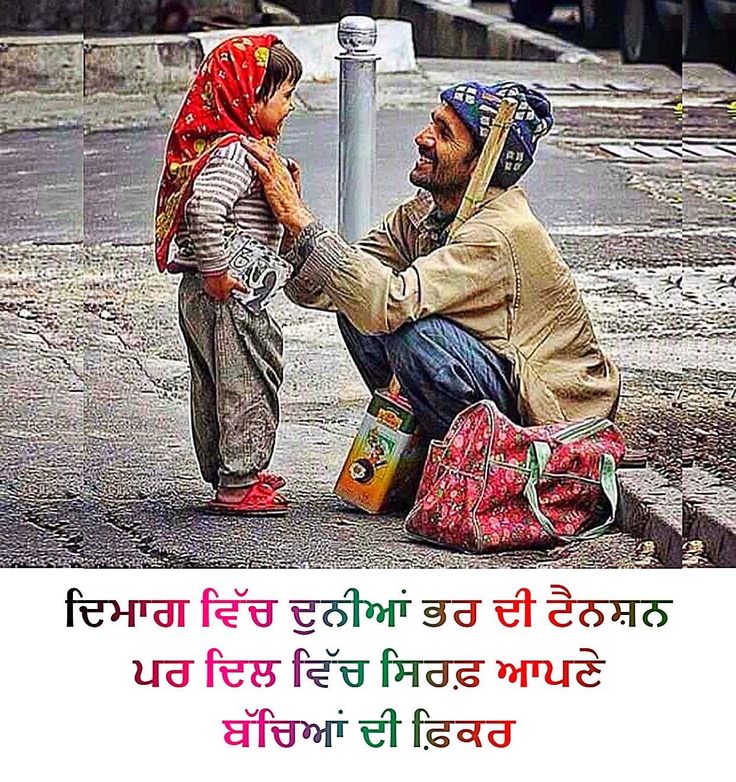 ਦਿਮਾਗ ਵਿੱਚ ਦੁਨੀਆਂ ਭਰ ਦੀ ਟੈਨਸ਼ਨ
ਪਰ ਦਿਲ ਵਿੱਚ ਸਿਰਫ਼ ਆਪਣੇ
ਬੱਚਿਆਂ ਦੀ ਫ਼ਿਕਰ